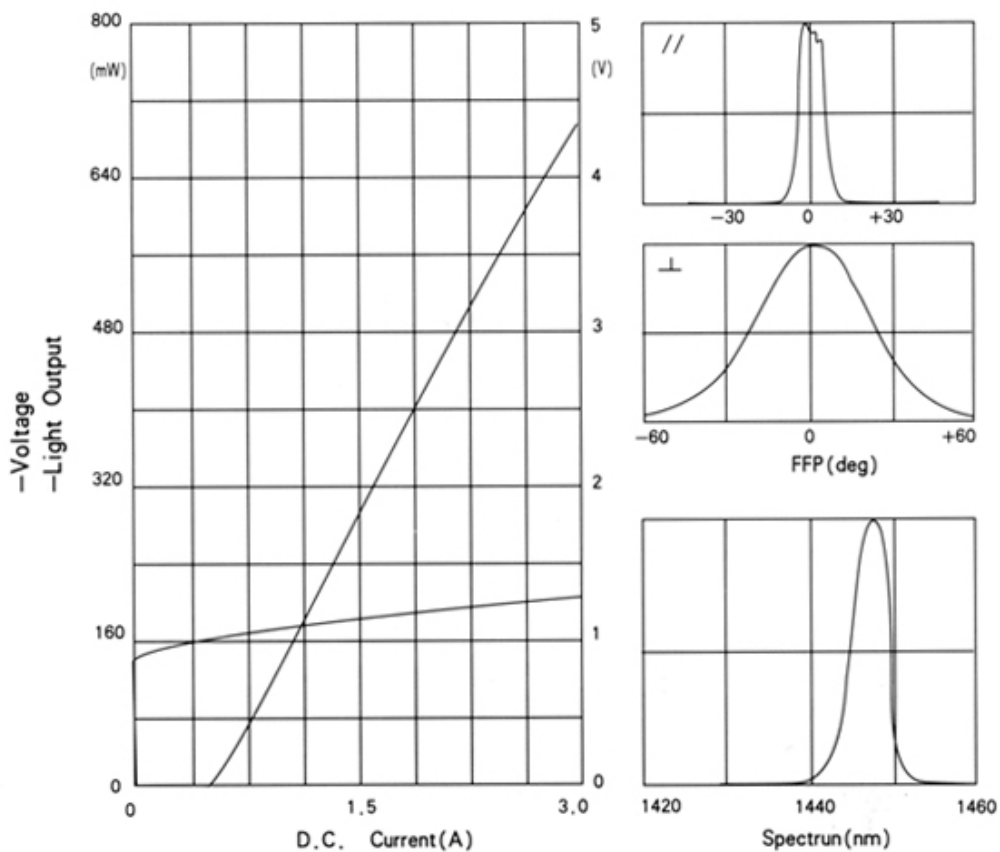 800
(mW)
640
480
320
160
0
5
(V)
4
3
2
1
0
—Voltage
—Light Output
0 1.5 3.0
D.C. Current(A)
//
−30 0 +30
⊥
−60 0 +60
FFP(deg)
1420 1440 1460
Spectrun(nm)